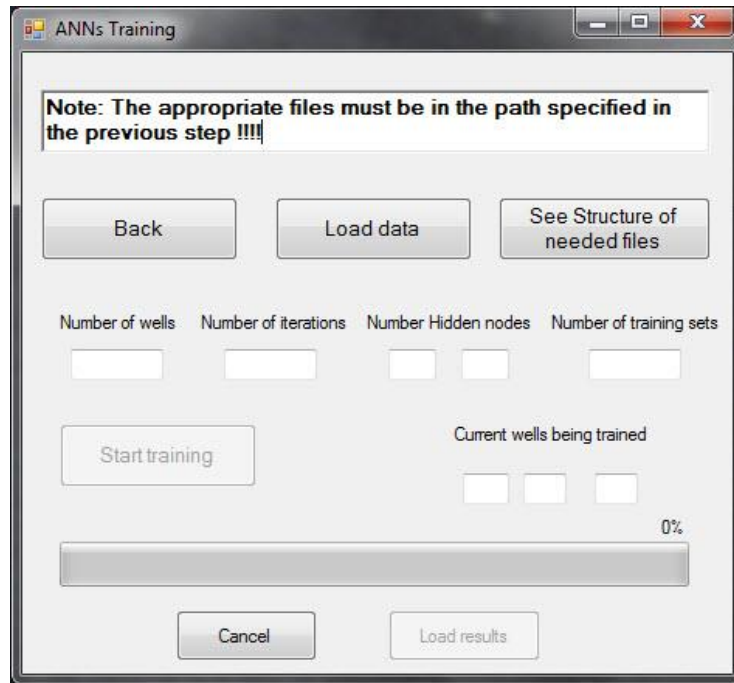 ANNs Training
Note: The appropriate files must be in the path specified in
the previous step !!!!
Back
Load data
See Structure of
needed files
Number of wells
Number of iterations
Number Hidden nodes
Number of training sets
Start training
Current wells being trained
0%
Cancel
Load results